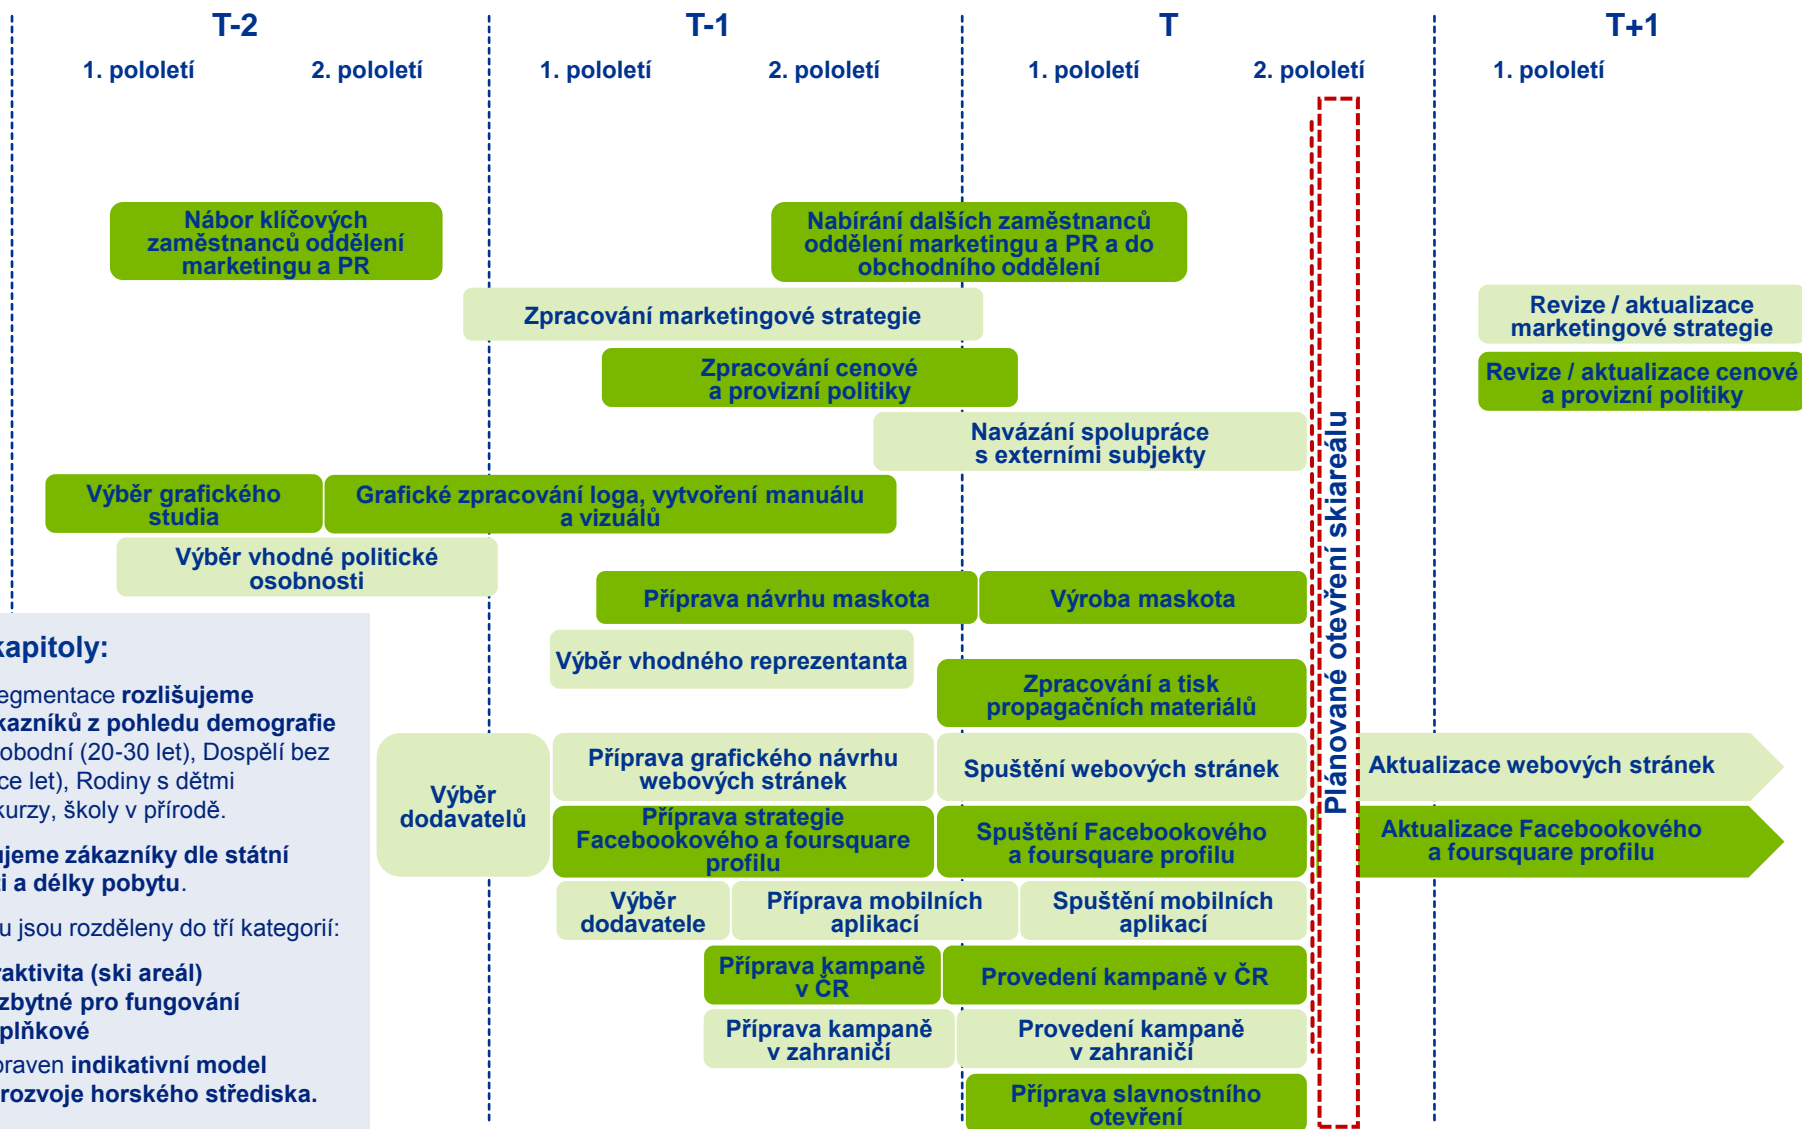 T-2
T-1
T
T+1
1. pololetí
2. pololetí
1. pololetí
2. pololetí
1. pololetí
2. pololetí
1. pololetí
Nábor klíčových
zaměstnanců oddělení
marketingu a PR
Nabírání dalších zaměstnanců
oddělení marketingu a PR a do
obchodního oddělení
Zpracování marketingové strategie
Revize / aktualizace
marketingové strategie
Zpracování cenové
a provizní politiky
Revize / aktualizace cenové
a provizní politiky
Navázání spolupráce
s externími subjekty
Výběr grafického
studia
Grafické zpracování loga, vytvoření manuálu
a vizuálů
Výběr vhodné politické
osobnosti
Příprava návrhu maskota
Výroba maskota
Výběr vhodného reprezentanta
Zpracování a tisk
propagačních materiálů
Plánované otevření skiareálu
Výběr
dodavatelů
Příprava grafického návrhu
webových stránek
Spuštění webových stránek
Aktualizace webových stránek
Příprava strategie
Facebookového a foursquare
profilu
Spuštění Facebookového
a foursquare profilu
Aktualizace Facebookového
a foursquare profilu
Výběr
dodavatele
Příprava mobilních
aplikací
Spuštění mobilních
aplikací
Příprava kampaně
v ČR
Provedení kampaně v ČR
Příprava kampaně
v zahraničí
Provedení kampaně
v zahraničí
Příprava slavnostního
otevření
kapitoly:
egmentace rozlišujeme
kazníků z pohledu demografie
obodní (20-30 let), Dospělí bez
ce let), Rodiny s dětmi
kurzy, školy v přírodě.
ujeme zákazníky dle státní
ti a délky pobytu.
u jsou rozděleny do tří kategorií:
raktivita (ski areál)
zbytné pro fungování
plňkové
praven indikativní model
rozvoje horského střediska.